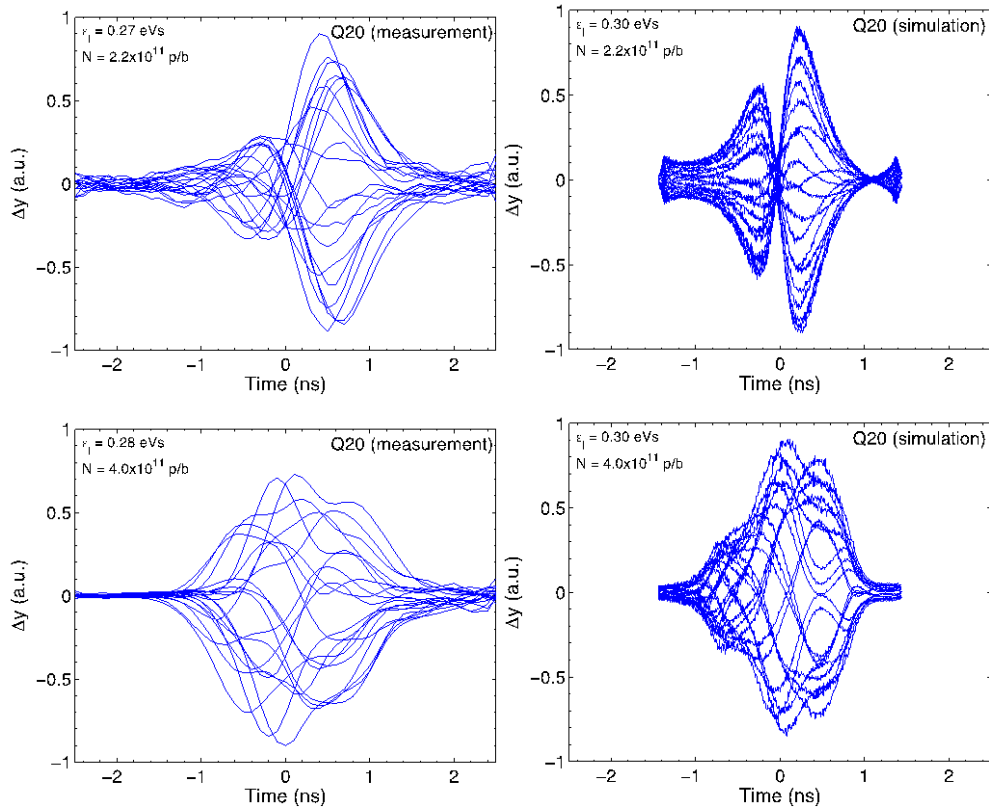 εl = 0.27 eVs
N = 2.2x10^11 p/b
Q20 (measurement)
1
0.5
0
−0.5
−1
Δy (a.u.)
−2 −1 0 1 2
Time (ns)
εl = 0.30 eVs
N = 2.2x10^11 p/b
Q20 (simulation)
1
0.5
0
−0.5
−1
Δy (a.u.)
−2 −1 0 1 2
Time (ns)
εl = 0.28 eVs
N = 4.0x10^11 p/b
Q20 (measurement)
1
0.5
0
−0.5
−1
Δy (a.u.)
−2 −1 0 1 2
Time (ns)
εl = 0.30 eVs
N = 4.0x10^11 p/b
Q20 (simulation)
1
0.5
0
−0.5
−1
Δy (a.u.)
−2 −1 0 1 2
Time (ns)